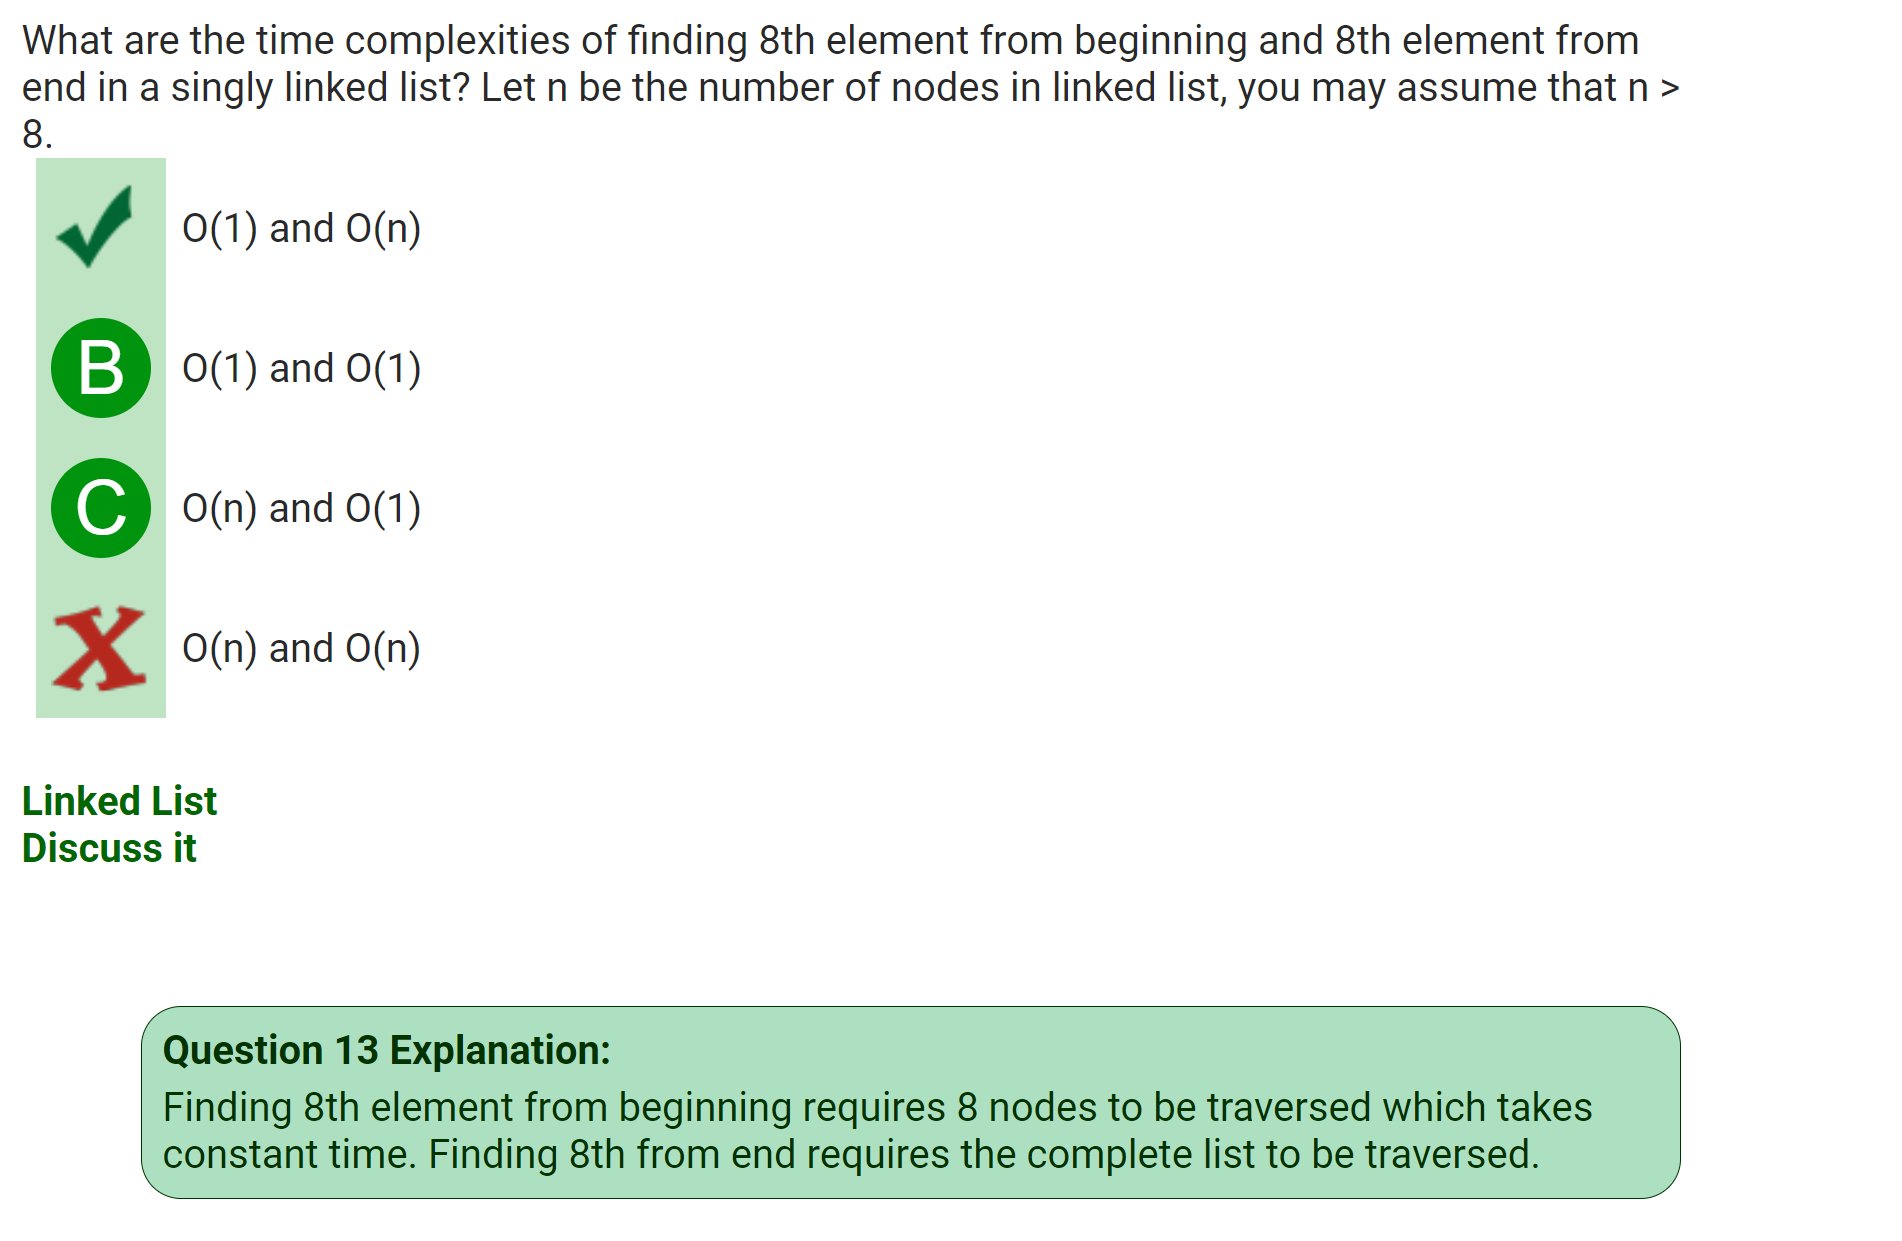 What are the time complexities of finding 8th element from beginning and 8th element from
end in a singly linked list? Let n be the number of nodes in linked list, you may assume that n >
8.
O(1) and O(n)
B O(1) and O(1)
C O(n) and O(1)
O(n) and O(n)
Linked List
Discuss it
Question 13 Explanation:
Finding 8th element from beginning requires 8 nodes to be traversed which takes
constant time. Finding 8th from end requires the complete list to be traversed.